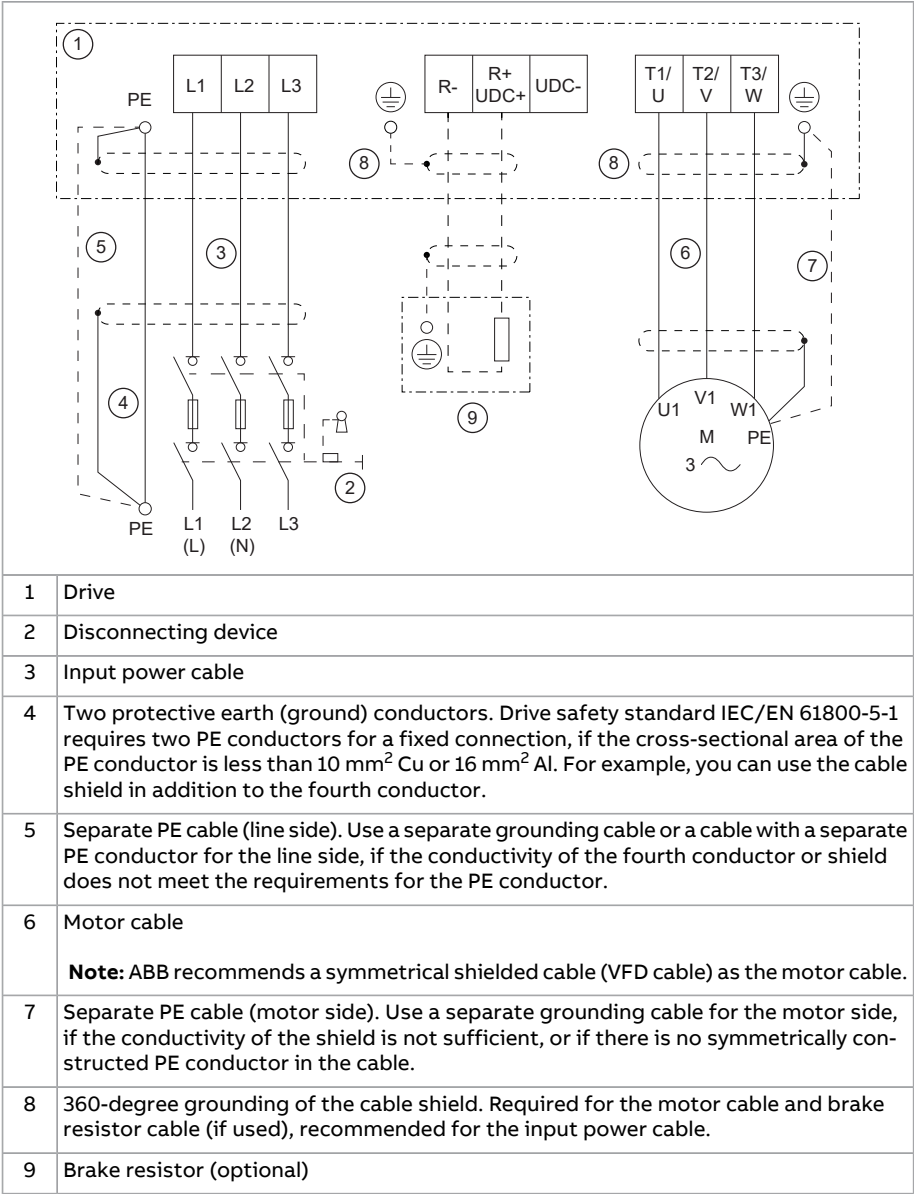 1
PE
L1 L2 L3
R- R+ UDC+ UDC-
T1/ U T2/ V T3/ W
8
8
5
3
6
7
4
9
2
U1 V1 W1
M PE
3
PE
L1 (L) L2 (N) L3
1 Drive
2 Disconnecting device
3 Input power cable
4 Two protective earth (ground) conductors. Drive safety standard IEC/EN 61800-5-1
requires two PE conductors for a fixed connection, if the cross-sectional area of the
PE conductor is less than 10 mm2 Cu or 16 mm2 Al. For example, you can use the cable
shield in addition to the fourth conductor.
5 Separate PE cable (line side). Use a separate grounding cable or a cable with a separate
PE conductor for the line side, if the conductivity of the fourth conductor or shield
does not meet the requirements for the PE conductor.
6 Motor cable
Note: ABB recommends a symmetrical shielded cable (VFD cable) as the motor cable.
7 Separate PE cable (motor side). Use a separate grounding cable for the motor side,
if the conductivity of the shield is not sufficient, or if there is no symmetrically con-
structed PE conductor in the cable.
8 360-degree grounding of the cable shield. Required for the motor cable and brake
resistor cable (if used), recommended for the input power cable.
9 Brake resistor (optional)